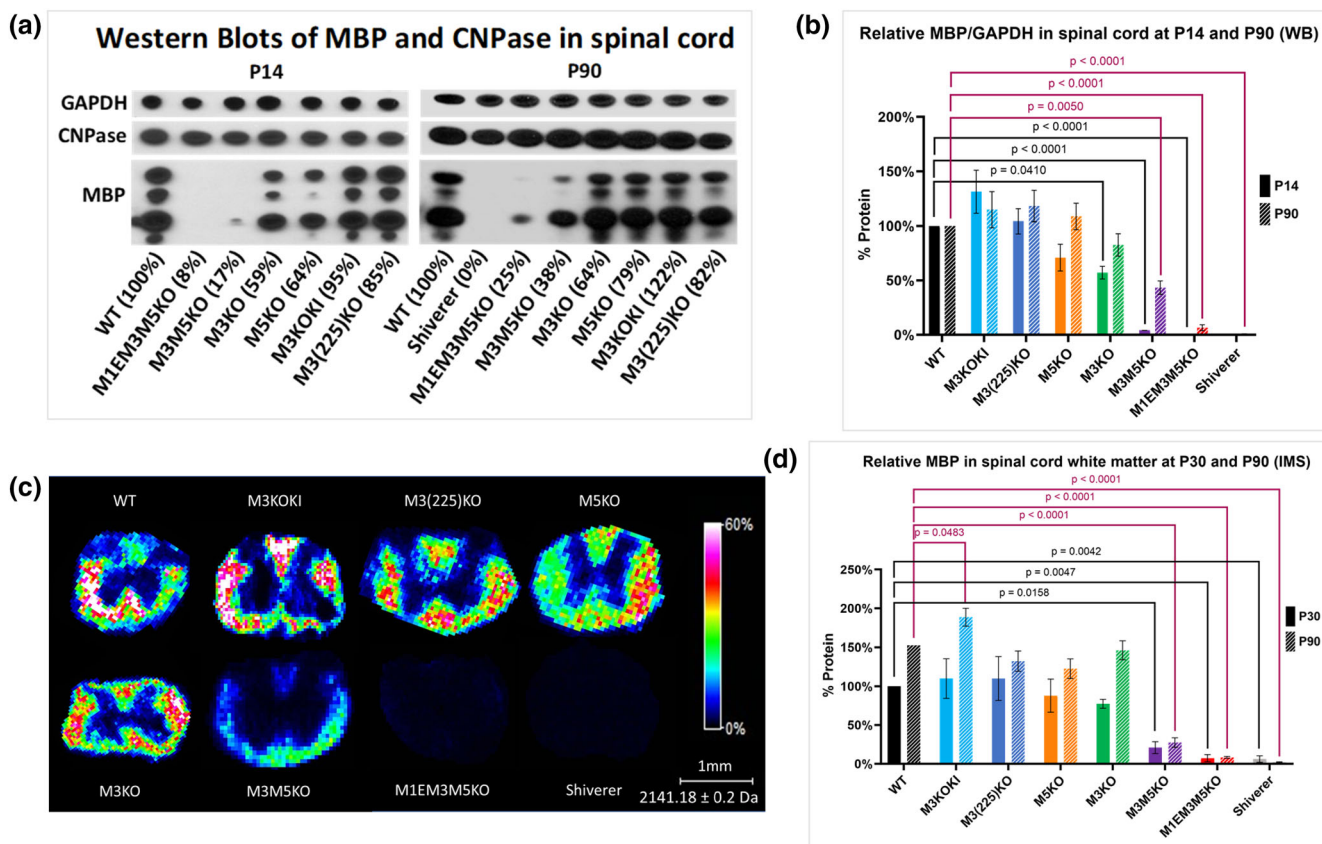 (a)
Western Blots of MBP and CNPase in spinal cord
P14
P90
GAPDH
CNPase
MBP
WT (100%)
M1EM3M5KO (8%)
M3M5KO (17%)
M3KO (59%)
M5KO (64%)
M3KOKI (95%)
M3(225)KO (85%)
WT (100%)
Shiverer (0%)
M1EM3M5KO (25%)
M3M5KO (38%)
M3KO (64%)
M5KO (79%)
M3KOKI (122%)
M3(225)KO (82%)
(b)
Relative MBP/GAPDH in spinal cord at P14 and P90 (WB)
p < 0.0001
p < 0.0001
p = 0.0050
p < 0.0001
p < 0.0001
p = 0.0410
200%
150%
100%
50%
0%
% Protein
P14
P90
WT
M3KOKI
M3(225)KO
M5KO
M3KO
M3M5KO
M1EM3M5KO
Shiverer
(c)
WT
M3KOKI
M3(225)KO
M5KO
60%
0%
1mm
2141.18 ± 0.2 Da
M3KO
M3M5KO
M1EM3M5KO
Shiverer
(d)
Relative MBP in spinal cord white matter at P30 and P90 (IMS)
p < 0.0001
p < 0.0001
p < 0.0001
p = 0.0483
p = 0.0042
p = 0.0047
p = 0.0158
250%
200%
150%
100%
50%
0%
% Protein
P30
P90
WT
M3KOKI
M3(225)KO
M5KO
M3KO
M3M5KO
M1EM3M5KO
Shiverer